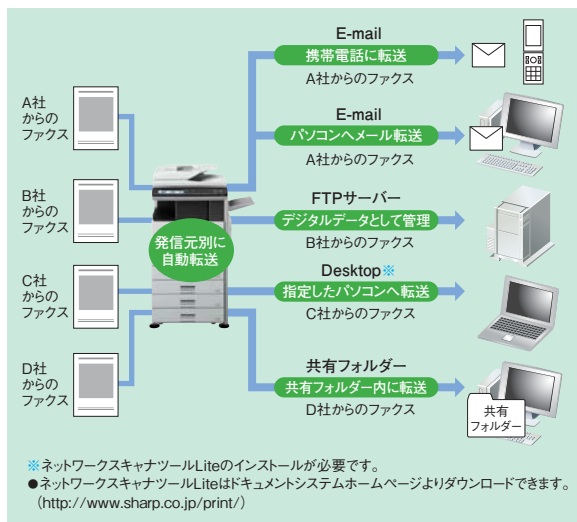 A社
からの
ファクス
B社
からの
ファクス
C社
からの
ファクス
D社
からの
ファクス
発信元別に
自動転送
E-mail
携帯電話に転送
A社からのファクス
E-mail
パソコンへメール転送
A社からのファクス
FTPサーバー
デジタルデータとして管理
B社からのファクス
Desktop※
指定したパソコンへ転送
C社からのファクス
共有フォルダー
共有フォルダー内に転送
D社からのファクス
共有
フォルダー
※ネットワークスキャナツールLiteのインストールが必要です。
●ネットワークスキャナツールLiteはドキュメントシステムホームページよりダウンロードできます。
（http://www.sharp.co.jp/print/）